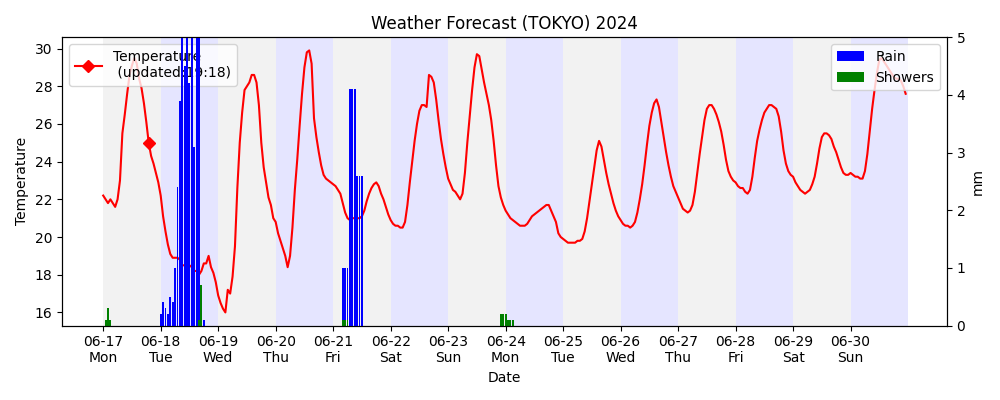 Weather Forecast (TOKYO) 2024
Temperature
(updated 19:18)
Rain
Showers
Temperature
30
28
26
24
22
20
18
16
5
4
3
2
1
0
mm
06-17 06-18 06-19 06-20 06-21 06-22 06-23 06-24 06-25 06-26 06-27 06-28 06-29 06-30
Mon Tue Wed Thu Fri Sat Sun Mon Tue Wed Thu Fri Sat Sun
Date